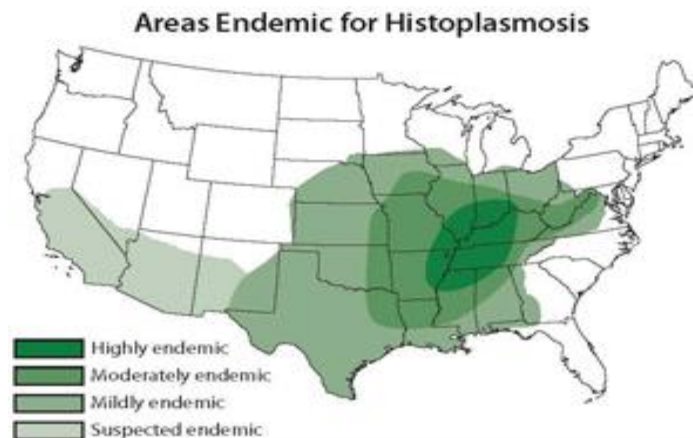 Areas Endemic for Histoplasmosis
Highly endemic
Moderately endemic
Mildly endemic
Suspected endemic